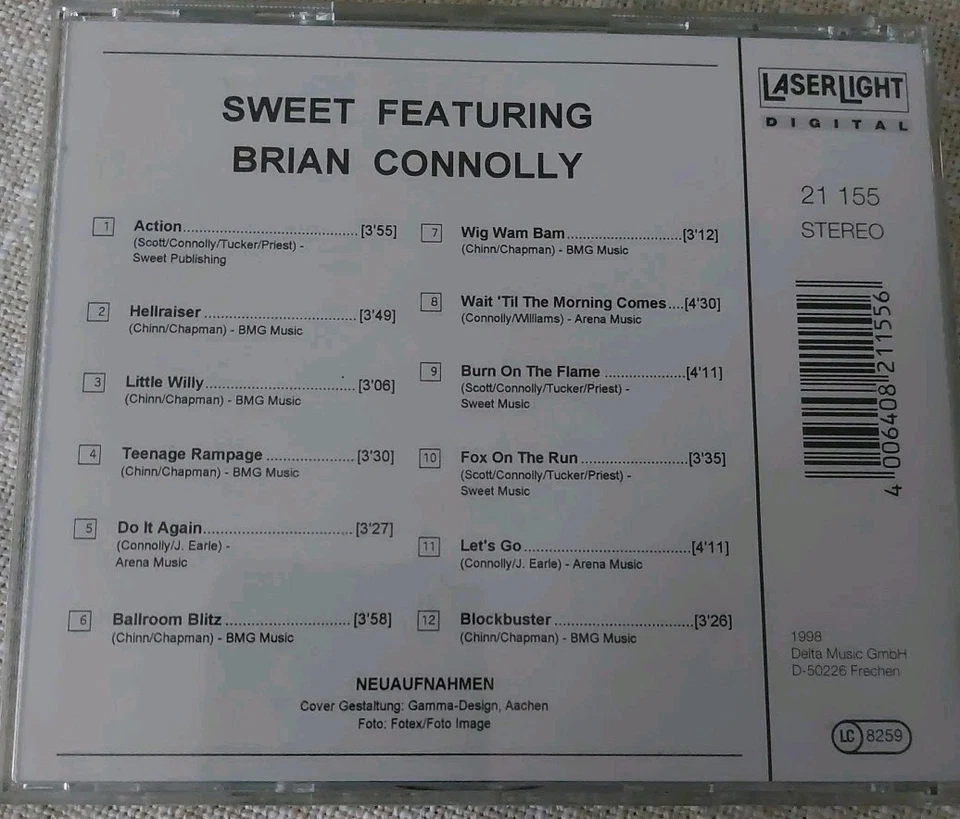 SWEET FEATURING
BRIAN CONNOLLY
1 Action..........................................[3'55]
(Scott/Connolly/Tucker/Priest) -
Sweet Publishing
2 Hellraiser ......................................[3'49]
(Chinn/Chapman) - BMG Music
3 Little Willy.....................................[3'06]
(Chinn/Chapman) - BMG Music
4 Teenage Rampage ......................[3'30]
(Chinn/Chapman) - BMG Music
5 Do It Again.....................................[3'27]
(Connolly/J. Earle) -
Arena Music
6 Ballroom Blitz ...............................[3'58]
(Chinn/Chapman) - BMG Music
7 Wig Wam Bam............................[3'12]
(Chinn/Chapman) - BMG Music
8 Wait 'Til The Morning Comes....[4'30]
(Connolly/Williams) - Arena Music
9 Burn On The Flame ....................[4'11]
(Scott/Connolly/Tucker/Priest) -
Sweet Music
10 Fox On The Run ..........................[3'35]
(Scott/Connolly/Tucker/Priest) -
Sweet Music
11 Let's Go........................................[4'11]
(Connolly/J. Earle) - Arena Music
12 Blockbuster .................................[3'26]
(Chinn/Chapman) - BMG Music
NEUAUFNAHMEN
Cover Gestaltung: Gamma-Design, Aachen
Foto: Fotex/Foto Image
LASERLIGHT
DIGITAL
21 155
STEREO
4 006408 211556
1998
Delta Music GmbH
D-50226 Frechen
LC 8259